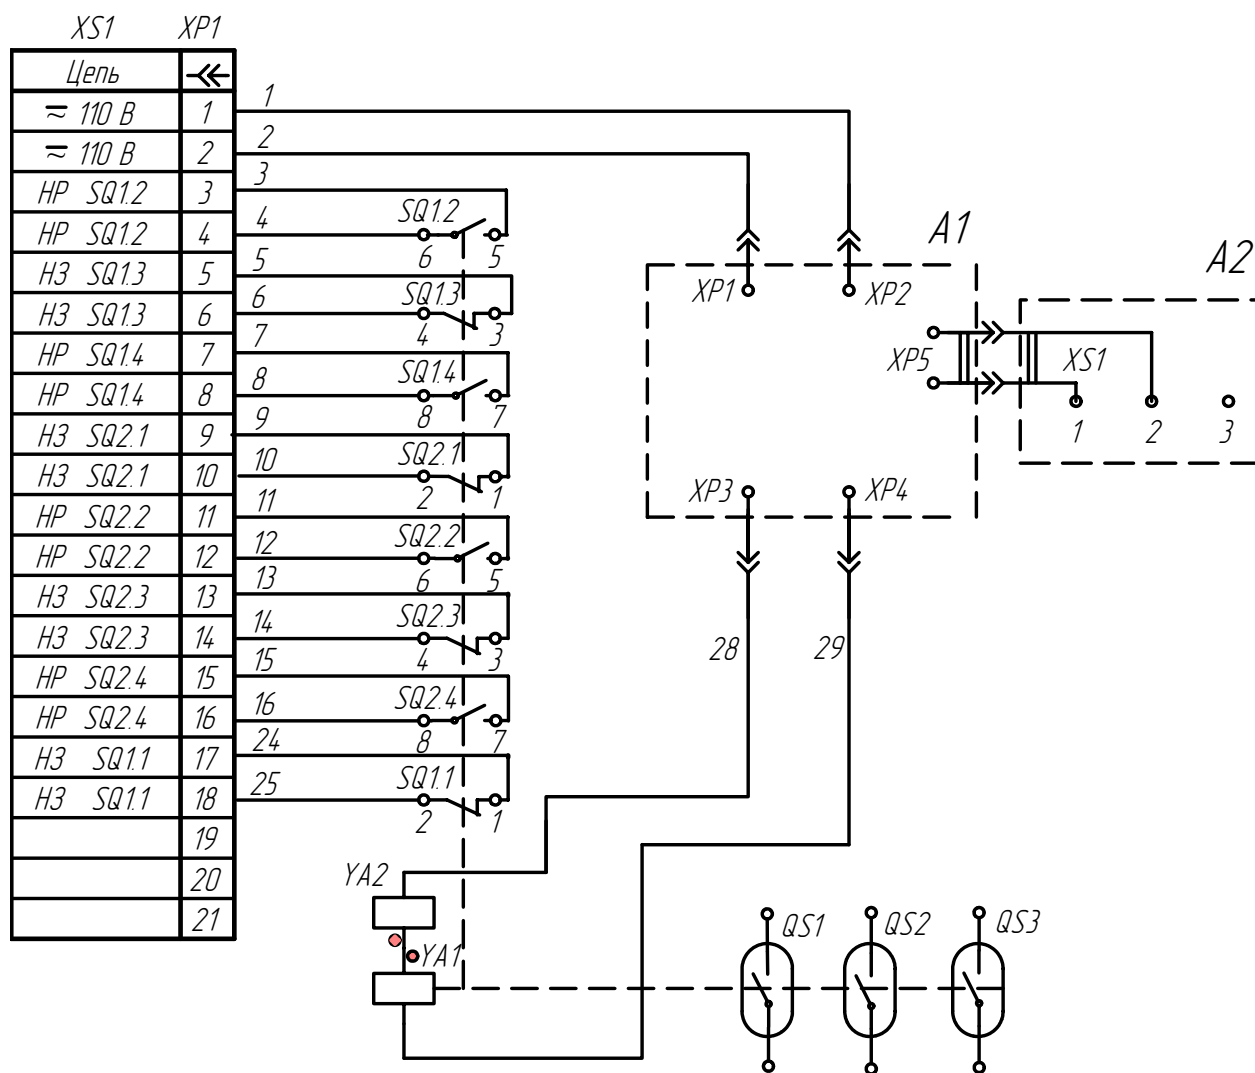 XS1 XP1
Цепь
≂ 110 В 1
≂ 110 В 2
НР SQ1.2 3
НР SQ1.2 4
НЗ SQ1.3 5
НЗ SQ1.3 6
НР SQ1.4 7
НР SQ1.4 8
НЗ SQ2.1 9
НЗ SQ2.1 10
НР SQ2.2 11
НР SQ2.2 12
НЗ SQ2.3 13
НЗ SQ2.3 14
НР SQ2.4 15
НР SQ2.4 16
НЗ SQ1.1 17
НЗ SQ1.1 18
19
20
21
1
2
3
4 SQ1.2
6 5
5
6 SQ1.3
4 3
7
8 SQ1.4
8 7
9
10 SQ2.1
2 1
11
12 SQ2.2
6 5
13
14 SQ2.3
4 3
15
16 SQ2.4
8 7
24
25 SQ1.1
2 1
A1
XP1 XP2
XP5
XP3 XP4
A2
XS1
1 2 3
28 29
YA2
YA1
QS1 QS2 QS3